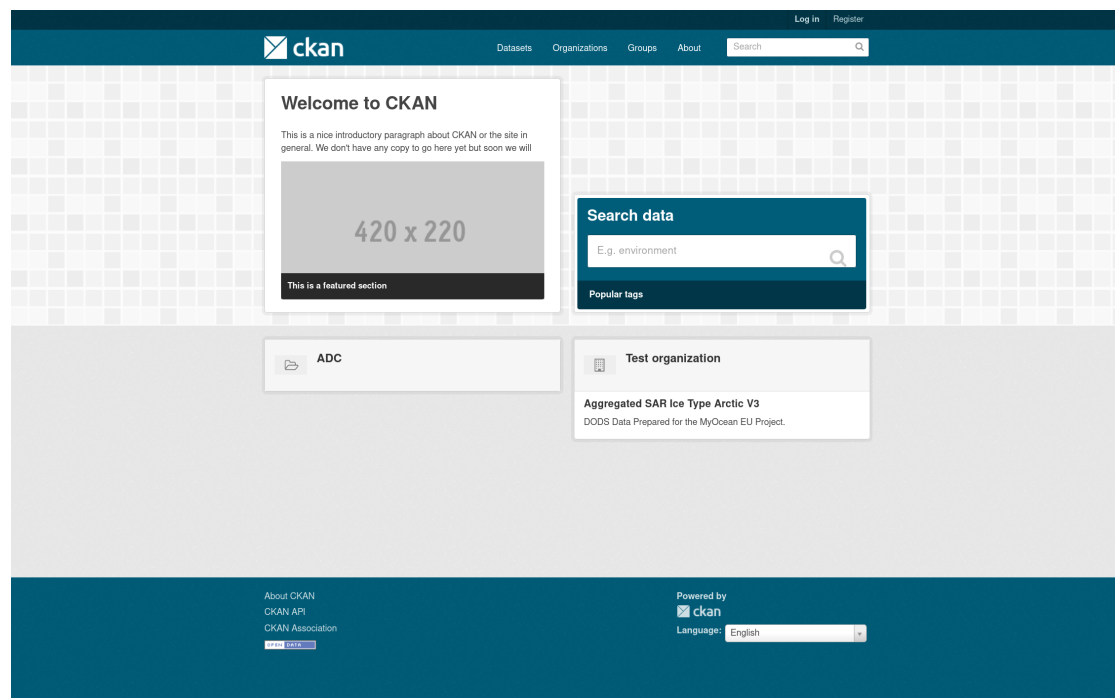 Log in Register
ckan
Datasets Organizations Groups About Search
Welcome to CKAN
This is a nice introductory paragraph about CKAN or the site in
general. We don't have any copy to go here yet but soon we will
420 x 220
This is a featured section
Search data
E.g. environment
Popular tags
ADC
Test organization
Aggregated SAR Ice Type Arctic V3
DODS Data Prepared for the MyOcean EU Project.
About CKAN
CKAN API
CKAN Association
OPEN DATA
Powered by
ckan
Language: English